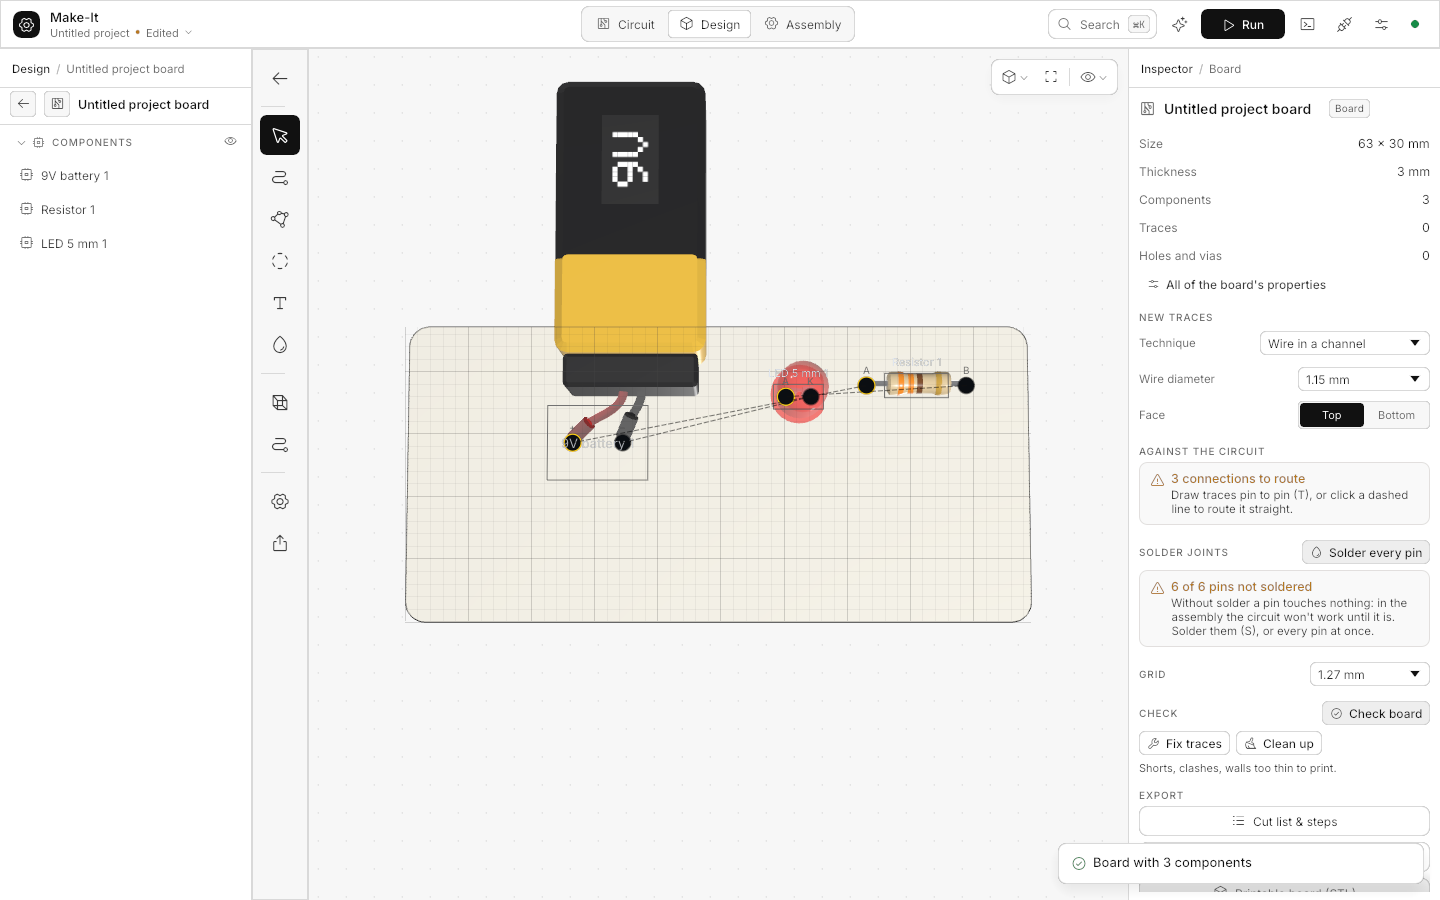 Make-It
Untitled project • Edited
Circuit
Design
Assembly
Search ⌘K
Run
Design / Untitled project board
Untitled project board
COMPONENTS
9V battery 1
Resistor 1
LED 5 mm 1
9V
Resistor 1
A
B
Inspector / Board
Untitled project board Board
Size 63 × 30 mm
Thickness 3 mm
Components 3
Traces 0
Holes and vias 0
All of the board's properties
NEW TRACES
Technique Wire in a channel
Wire diameter 1.15 mm
Face Top Bottom
AGAINST THE CIRCUIT
3 connections to route
Draw traces pin to pin (T), or click a dashed
line to route it straight.
SOLDER JOINTS Solder every pin
6 of 6 pins not soldered
Without solder a pin touches nothing: in the
assembly the circuit won't work until it is.
Solder them (S), or every pin at once.
GRID 1.27 mm
CHECK Check board
Fix traces Clean up
Shorts, clashes, walls too thin to print.
EXPORT
Cut list & steps
Board with 3 components